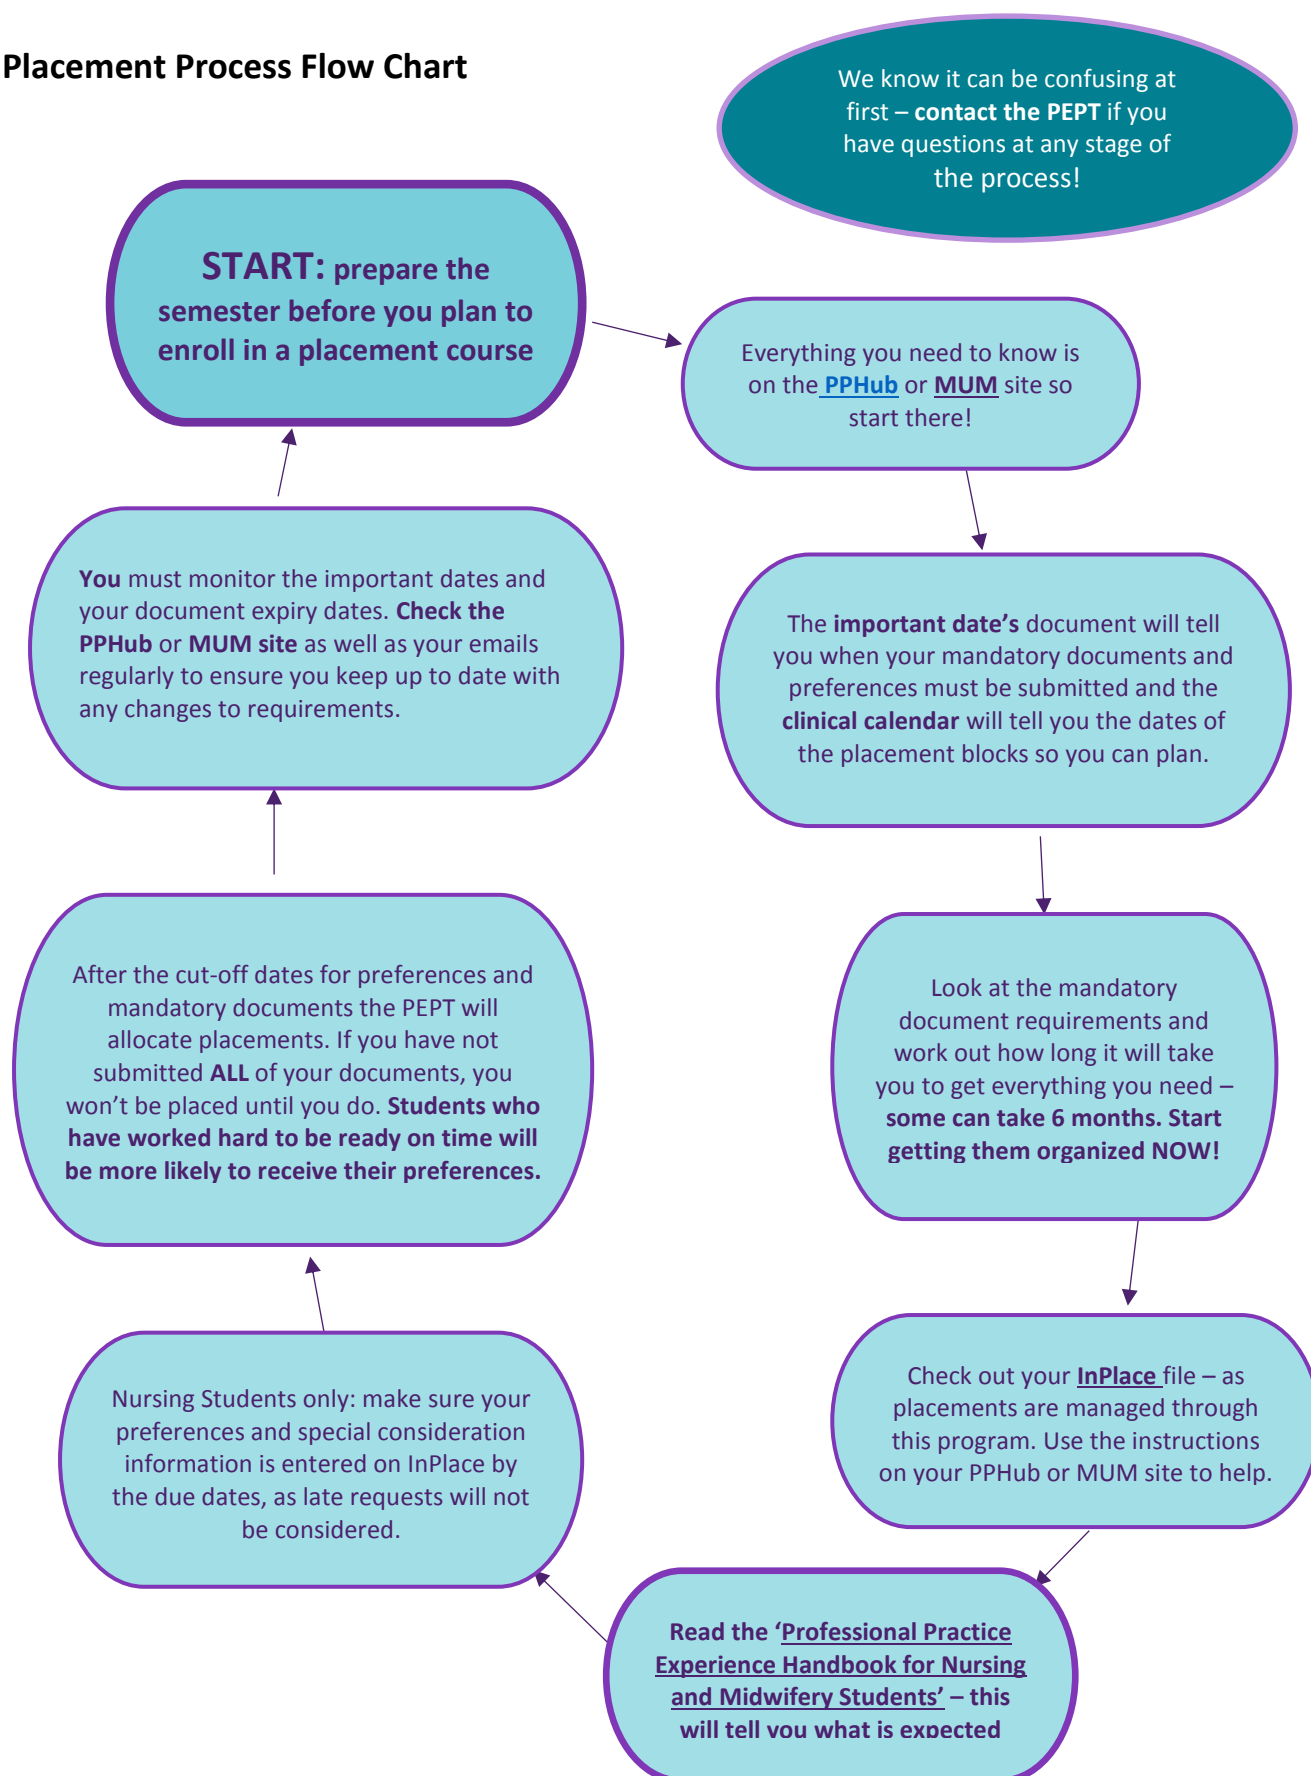 Placement Process Flow Chart
We know it can be confusing at
first – contact the PEPT if you
have questions at any stage of
the process!
START: prepare the
semester before you plan to
enroll in a placement course
Everything you need to know is
on the PPHub or MUM site so
start there!
The important date’s document will tell
you when your mandatory documents and
preferences must be submitted and the
clinical calendar will tell you the dates of
the placement blocks so you can plan.
Look at the mandatory
document requirements and
work out how long it will take
you to get everything you need –
some can take 6 months. Start
getting them organized NOW!
Check out your InPlace file – as
placements are managed through
this program. Use the instructions
on your PPHub or MUM site to help.
Read the ‘Professional Practice
Experience Handbook for Nursing
and Midwifery Students’ – this
will tell you what is expected
Nursing Students only: make sure your
preferences and special consideration
information is entered on InPlace by
the due dates, as late requests will not
be considered.
After the cut-off dates for preferences and
mandatory documents the PEPT will
allocate placements. If you have not
submitted ALL of your documents, you
won’t be placed until you do. Students who
have worked hard to be ready on time will
be more likely to receive their preferences.
You must monitor the important dates and
your document expiry dates. Check the
PPHub or MUM site as well as your emails
regularly to ensure you keep up to date with
any changes to requirements.